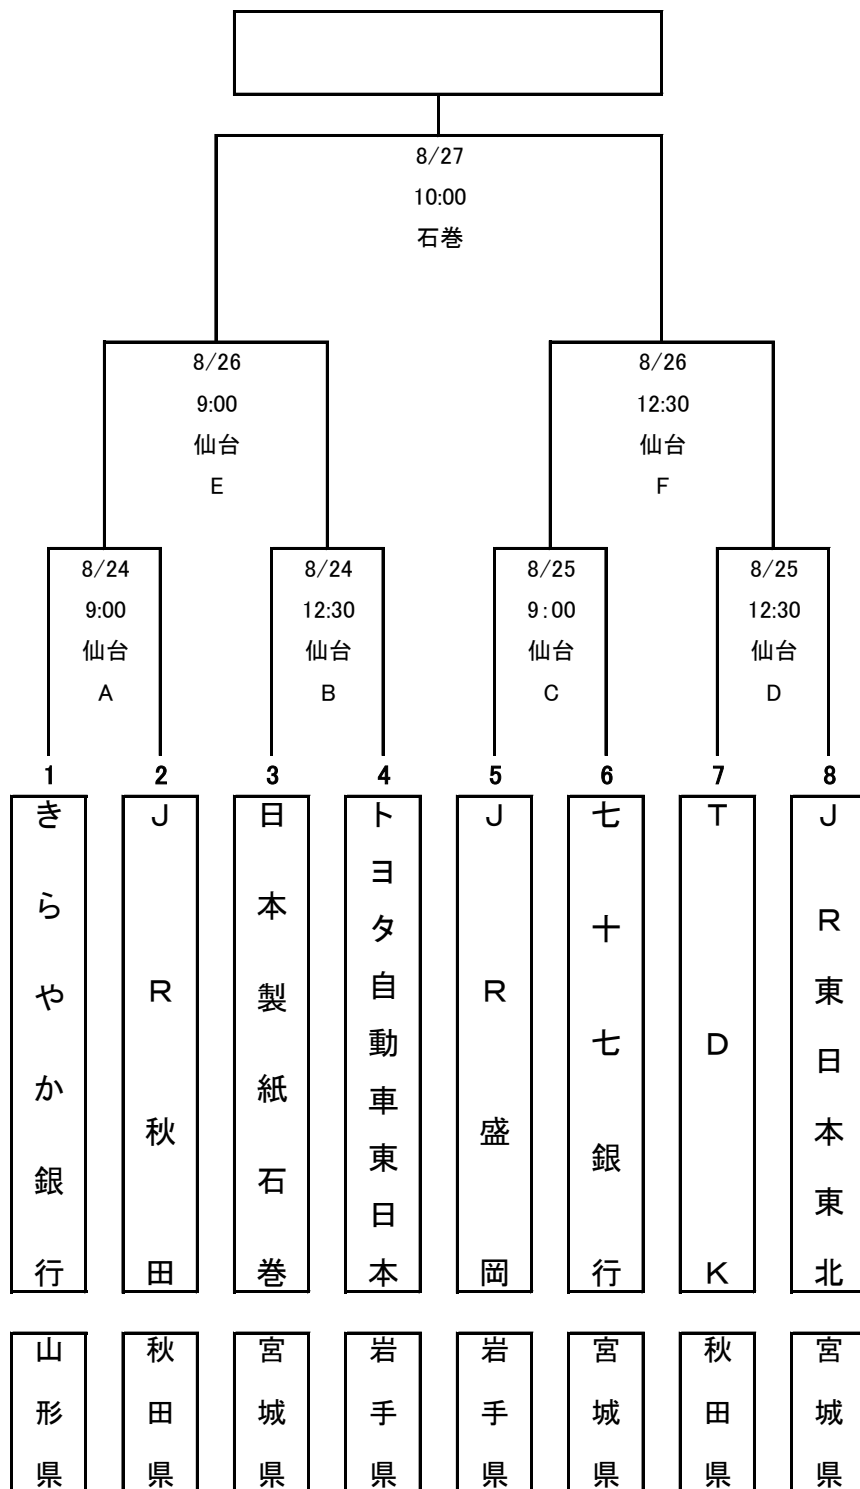 8/27
10:00
石巻
8/26
9:00
仙台
E
8/26
12:30
仙台
F
8/24
9:00
仙台
A
8/24
12:30
仙台
B
8/25
9:00
仙台
C
8/25
12:30
仙台
D
1
2
3
4
5
6
7
8
きらやか銀行
JR秋田
日本製紙石巻
トヨタ自動車東日本
JR盛岡
七十七銀行
TDK
JR東日本東北
山形県
秋田県
宮城県
岩手県
岩手県
宮城県
秋田県
宮城県